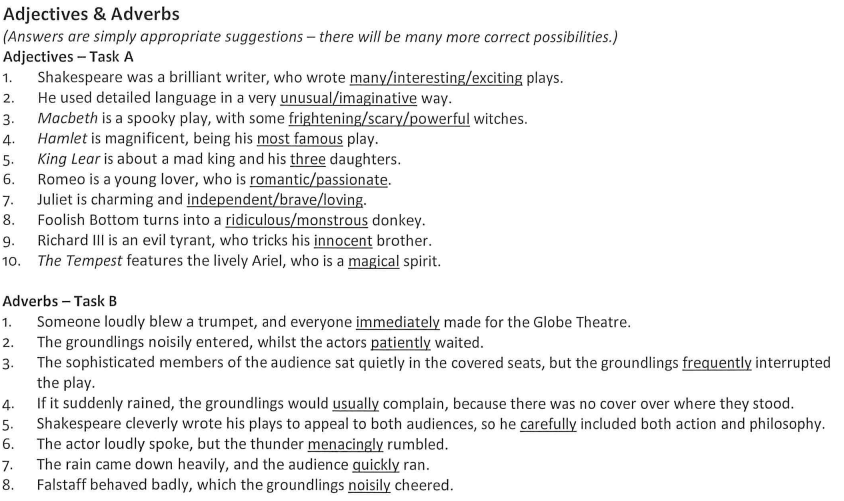 Adjectives & Adverbs
(Answers are simply appropriate suggestions – there will be many more correct possibilities.)
Adjectives – Task A
1. Shakespeare was a brilliant writer, who wrote many/interesting/exciting plays.
2. He used detailed language in a very unusual/imaginative way.
3. Macbeth is a spooky play, with some frightening/scary/powerful witches.
4. Hamlet is magnificent, being his most famous play.
5. King Lear is about a mad king and his three daughters.
6. Romeo is a young lover, who is romantic/passionate.
7. Juliet is charming and independent/brave/loving.
8. Foolish Bottom turns into a ridiculous/monstrous donkey.
9. Richard III is an evil tyrant, who tricks his innocent brother.
10. The Tempest features the lively Ariel, who is a magical spirit.
Adverbs – Task B
1. Someone loudly blew a trumpet, and everyone immediately made for the Globe Theatre.
2. The groundlings noisily entered, whilst the actors patiently waited.
3. The sophisticated members of the audience sat quietly in the covered seats, but the groundlings frequently interrupted
the play.
4. If it suddenly rained, the groundlings would usually complain, because there was no cover over where they stood.
5. Shakespeare cleverly wrote his plays to appeal to both audiences, so he carefully included both action and philosophy.
6. The actor loudly spoke, but the thunder menacingly rumbled.
7. The rain came down heavily, and the audience quickly ran.
8. Falstaff behaved badly, which the groundlings noisily cheered.